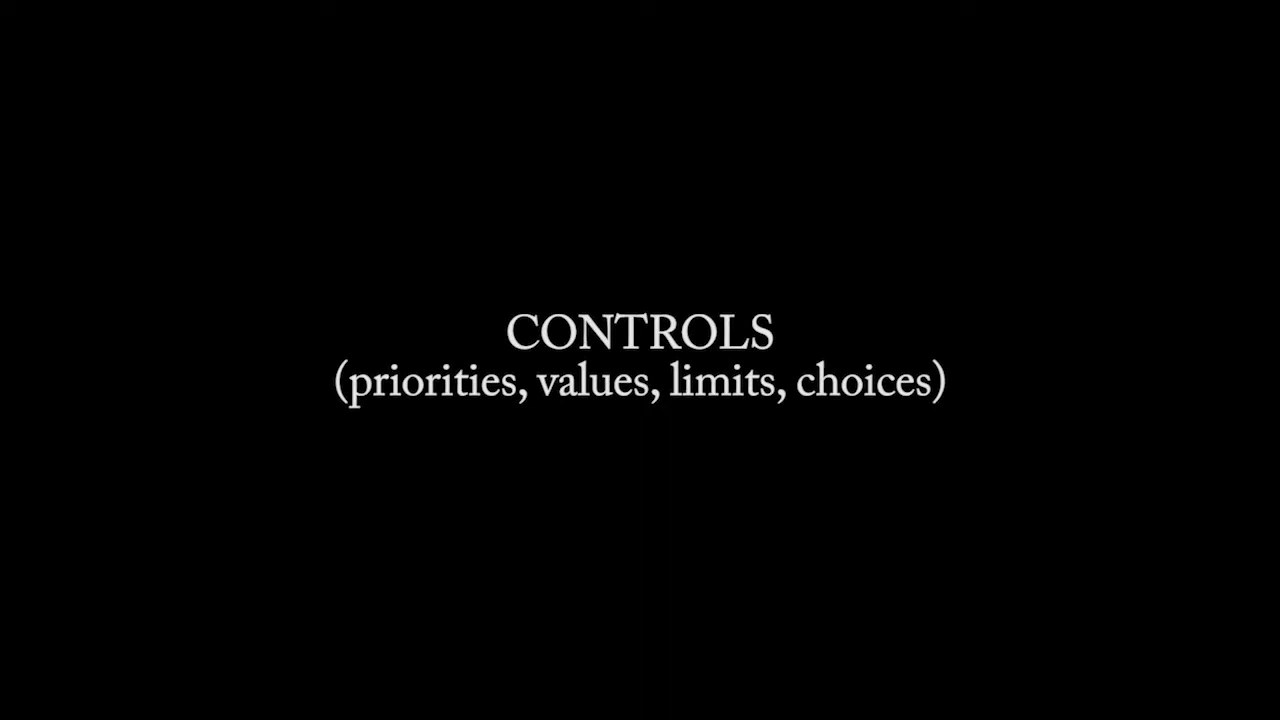 CONTROLS
(priorities, values, limits, choices)